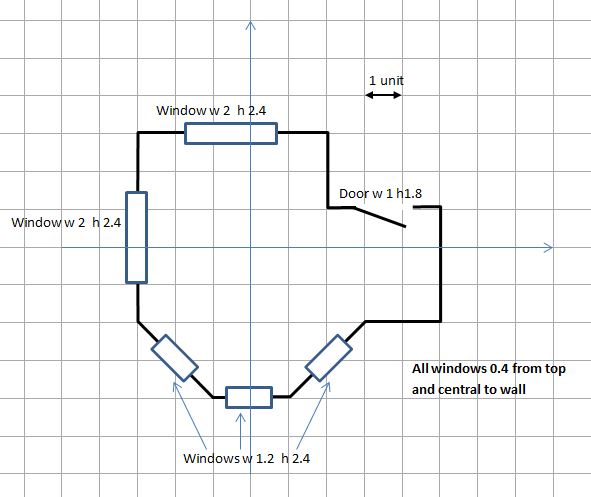 1 unit
Window w 2  h 2.4
Door w 1 h1.8
Window w 2  h 2.4
All windows 0.4 from top
and central to wall
Windows w 1.2  h 2.4